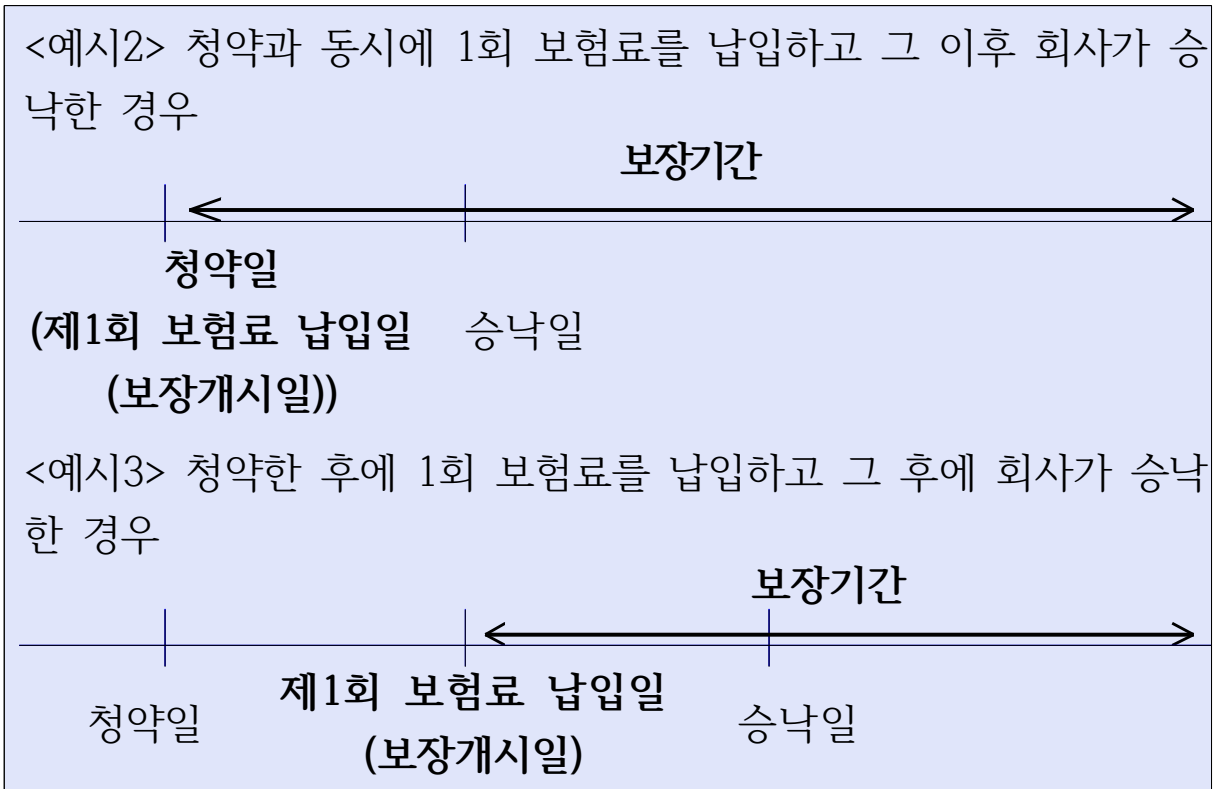 <예시2> 청약과 동시에 1회 보험료를 납입하고 그 이후 회사가 승
낙한 경우
보장기간
청약일
(제1회 보험료 납입일 승낙일
(보장개시일))
<예시3> 청약한 후에 1회 보험료를 납입하고 그 후에 회사가 승낙
한 경우
보장기간
제1회 보험료 납입일
청약일 승낙일
(보장개시일)